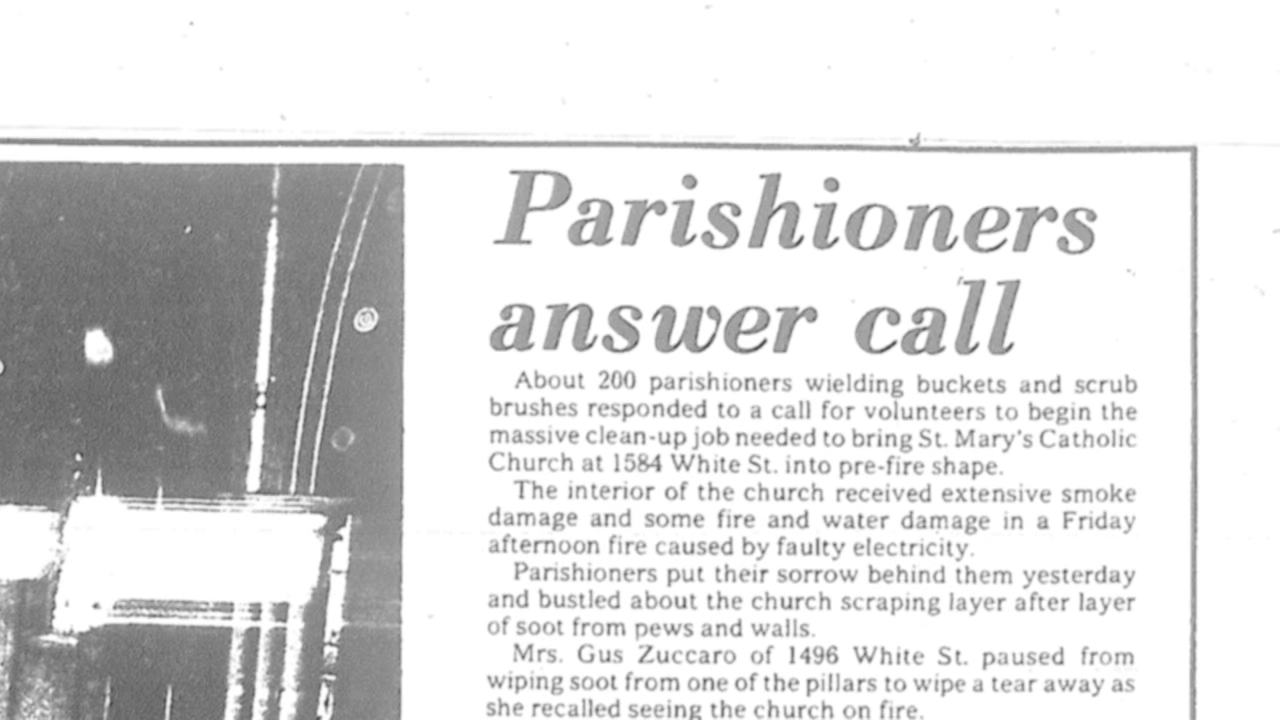 Parishioners
answer call
About 200 parishioners wielding buckets and scrub
brushes responded to a call for volunteers to begin the
massive clean-up job needed to bring St. Mary's Catholic
Church at 1584 White St. into pre-fire shape.
The interior of the church received extensive smoke
damage and some fire and water damage in a Friday
afternoon fire caused by faulty electricity.
Parishioners put their sorrow behind them yesterday
and bustled about the church scraping layer after layer
of soot from pews and walls.
Mrs. Gus Zuccaro of 1496 White St. paused from
wiping soot from one of the pillars to wipe a tear away as
she recalled seeing the church on fire.